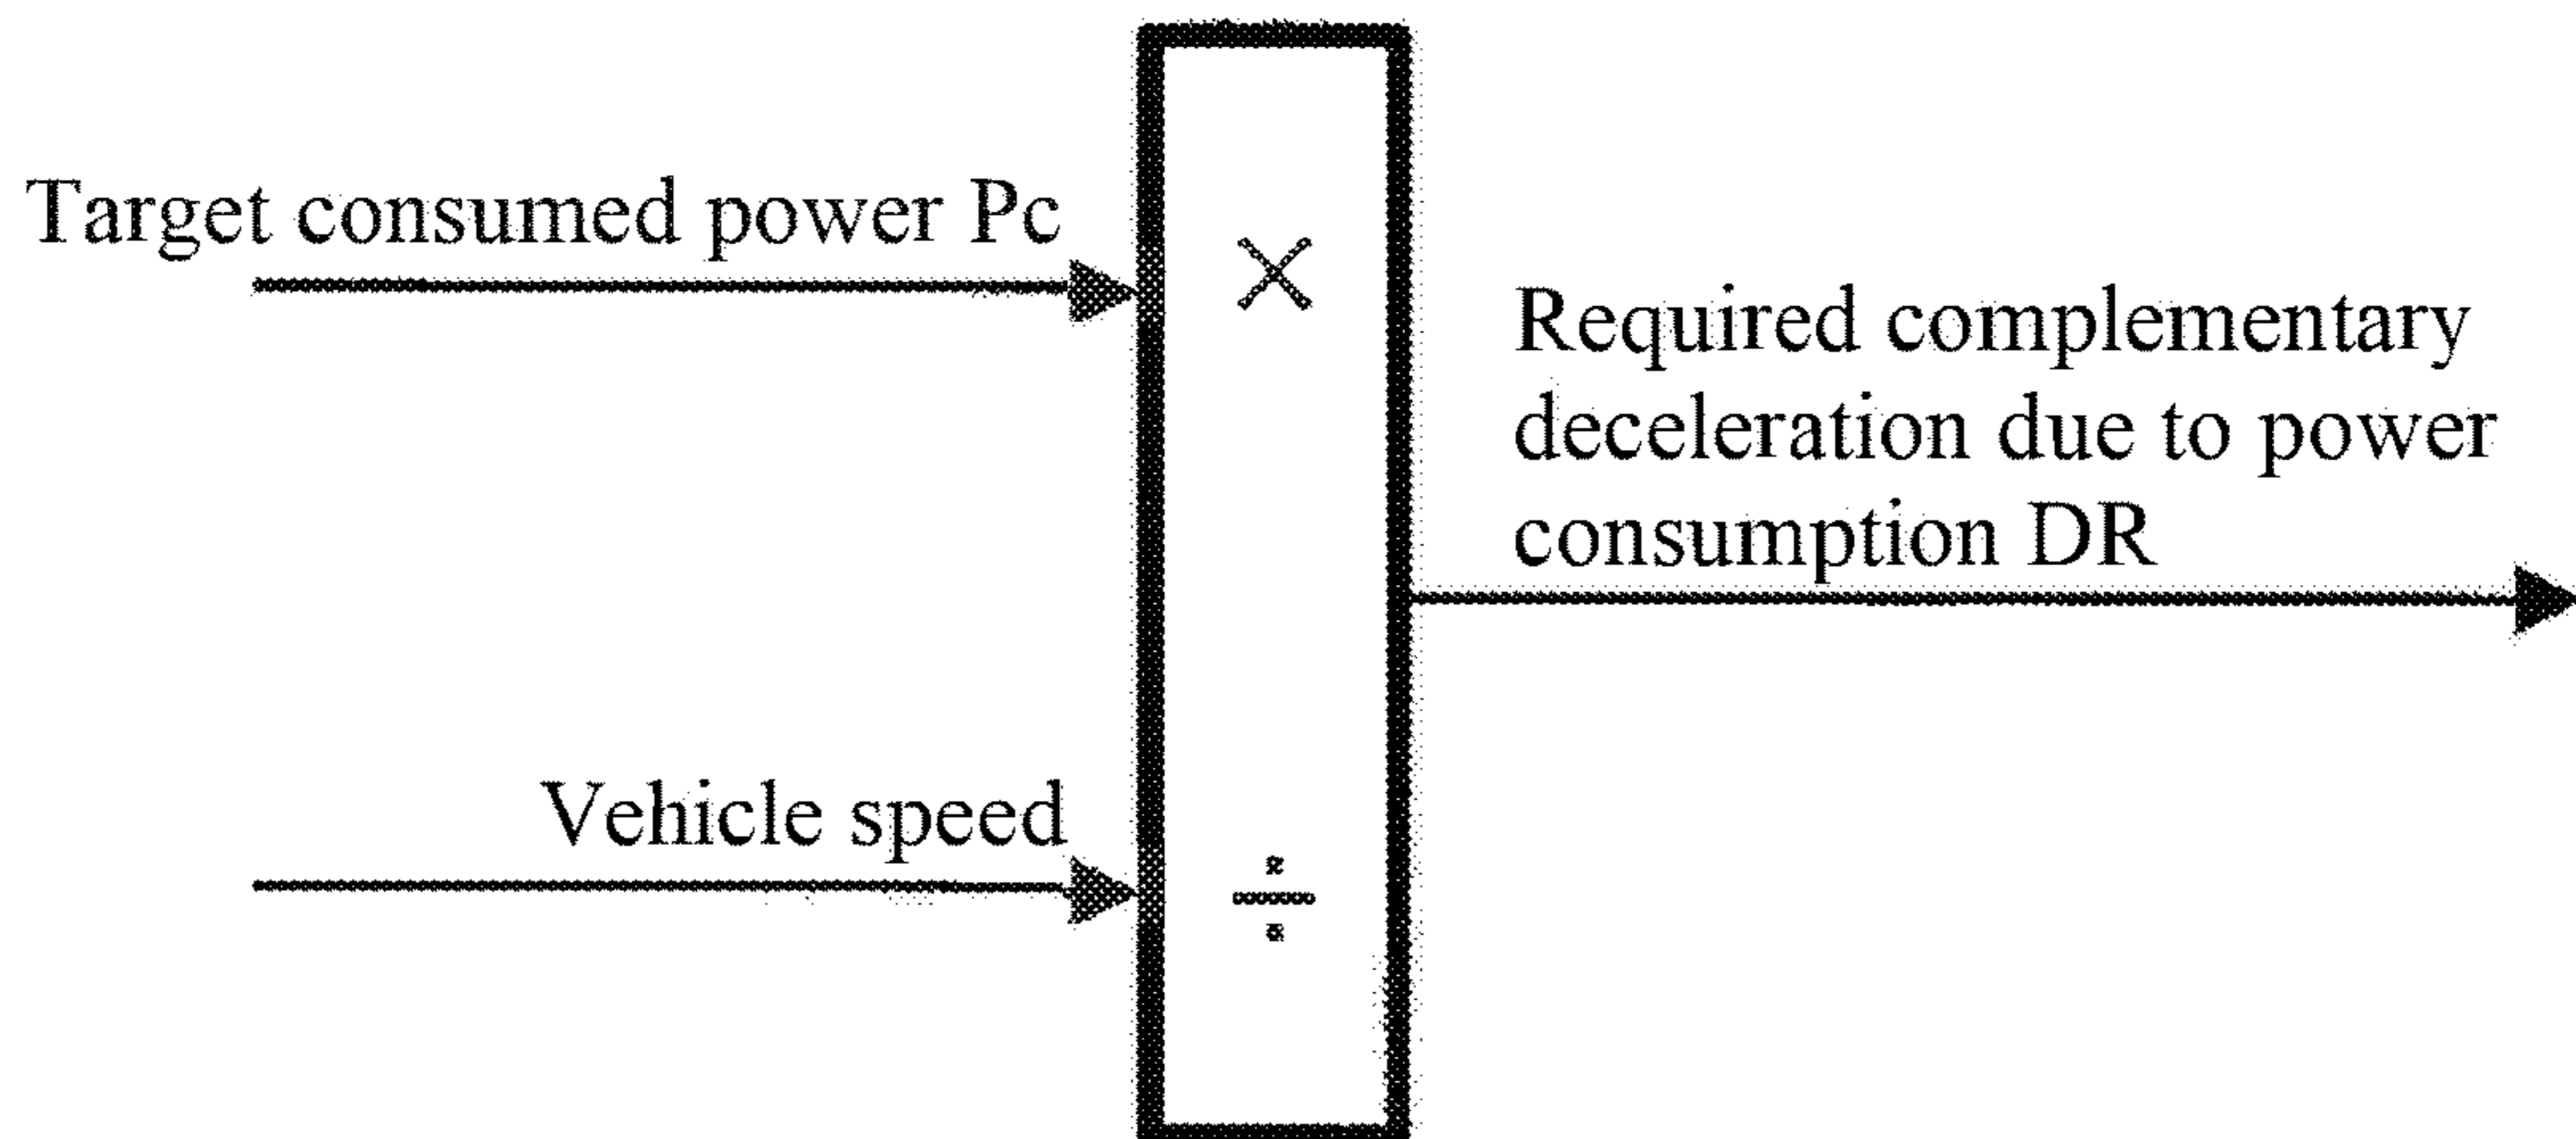 Target consumed power Pc
×
Required complementary
deceleration due to power
consumption DR
Vehicle speed
÷